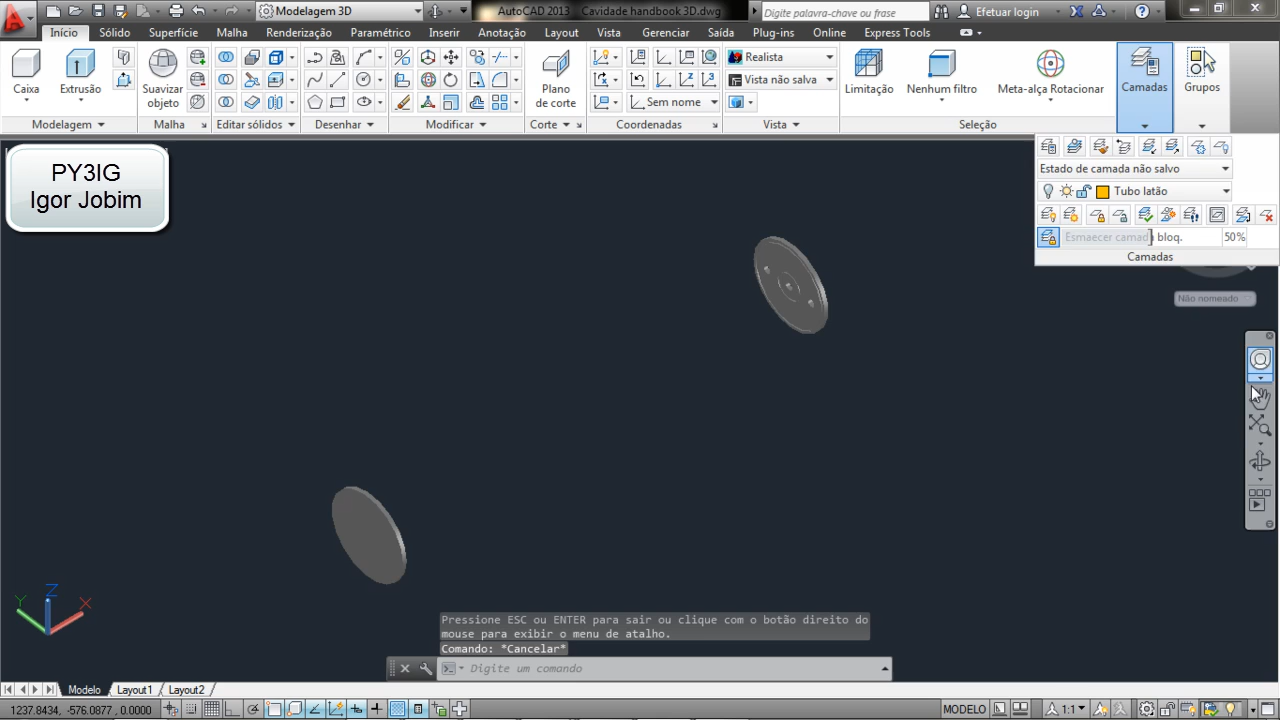 Modelagem 3D
AutoCAD 2013
Cavidade handbook 3D.dwg
Digite palavra-chave ou frase
Efetuar login
Início
Sólido
Superfície
Malha
Renderização
Paramétrico
Inserir
Anotação
Layout
Vista
Gerenciar
Saída
Plug-ins
Online
Express Tools
Caixa
Extrusão
Suavizar
objeto
Plano
de corte
Realista
Vista não salva
Sem nome
Limitação
Nenhum filtro
Meta-alça Rotacionar
Camadas
Grupos
Modelagem
Malha
Editar sólidos
Desenhar
Modificar
Corte
Coordenadas
Vista
Seleção
PY3IG
Igor Jobim
Estado de camada não salvo
Tubo latão
Esmaecer camada bloq.
50%
Camadas
Não nomeado
Z
Y
X
Pressione ESC ou ENTER para sair ou clique com o botão direito do
mouse para exibir o menu de atalho.
Comando: *Cancelar*
Digite um comando
Modelo
Layout1
Layout2
1237.8434, -576.0877, 0.0000
MODELO
1:1